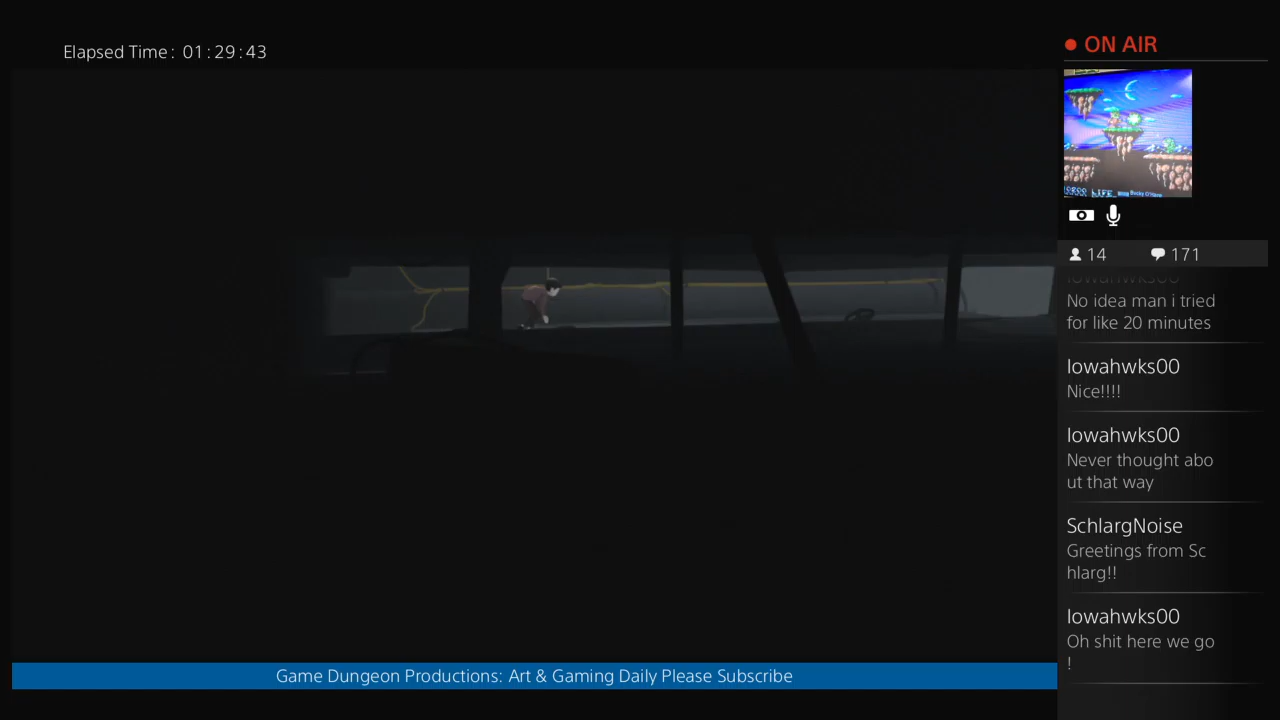 Elapsed Time: 01:29:43
ON AIR
LIFE
14
171
Iowahwks00
No idea man i tried
for like 20 minutes
Iowahwks00
Nice!!!!
Iowahwks00
Never thought abo
ut that way
SchlargNoise
Greetings from Sc
hlarg!!
Iowahwks00
Oh shit here we go
!
Game Dungeon Productions: Art & Gaming Daily Please Subscribe